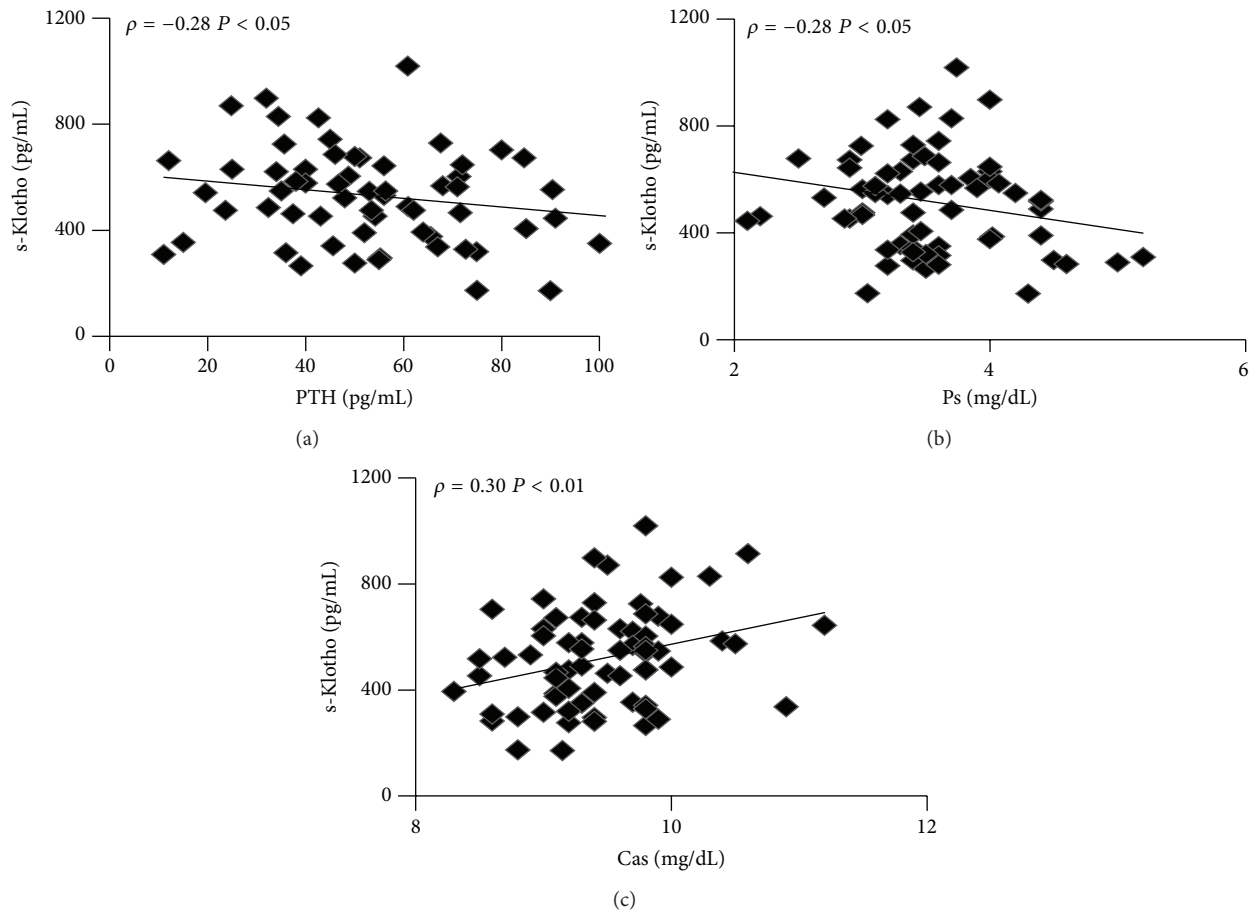 ρ = −0.28 P < 0.05
1200
800
400
0
s-Klotho (pg/mL)
0 20 40 60 80 100
PTH (pg/mL)
(a)
ρ = −0.28 P < 0.05
1200
800
400
0
s-Klotho (pg/mL)
2 4 6
Ps (mg/dL)
(b)
ρ = 0.30 P < 0.01
1200
800
400
0
s-Klotho (pg/mL)
8 10 12
Cas (mg/dL)
(c)